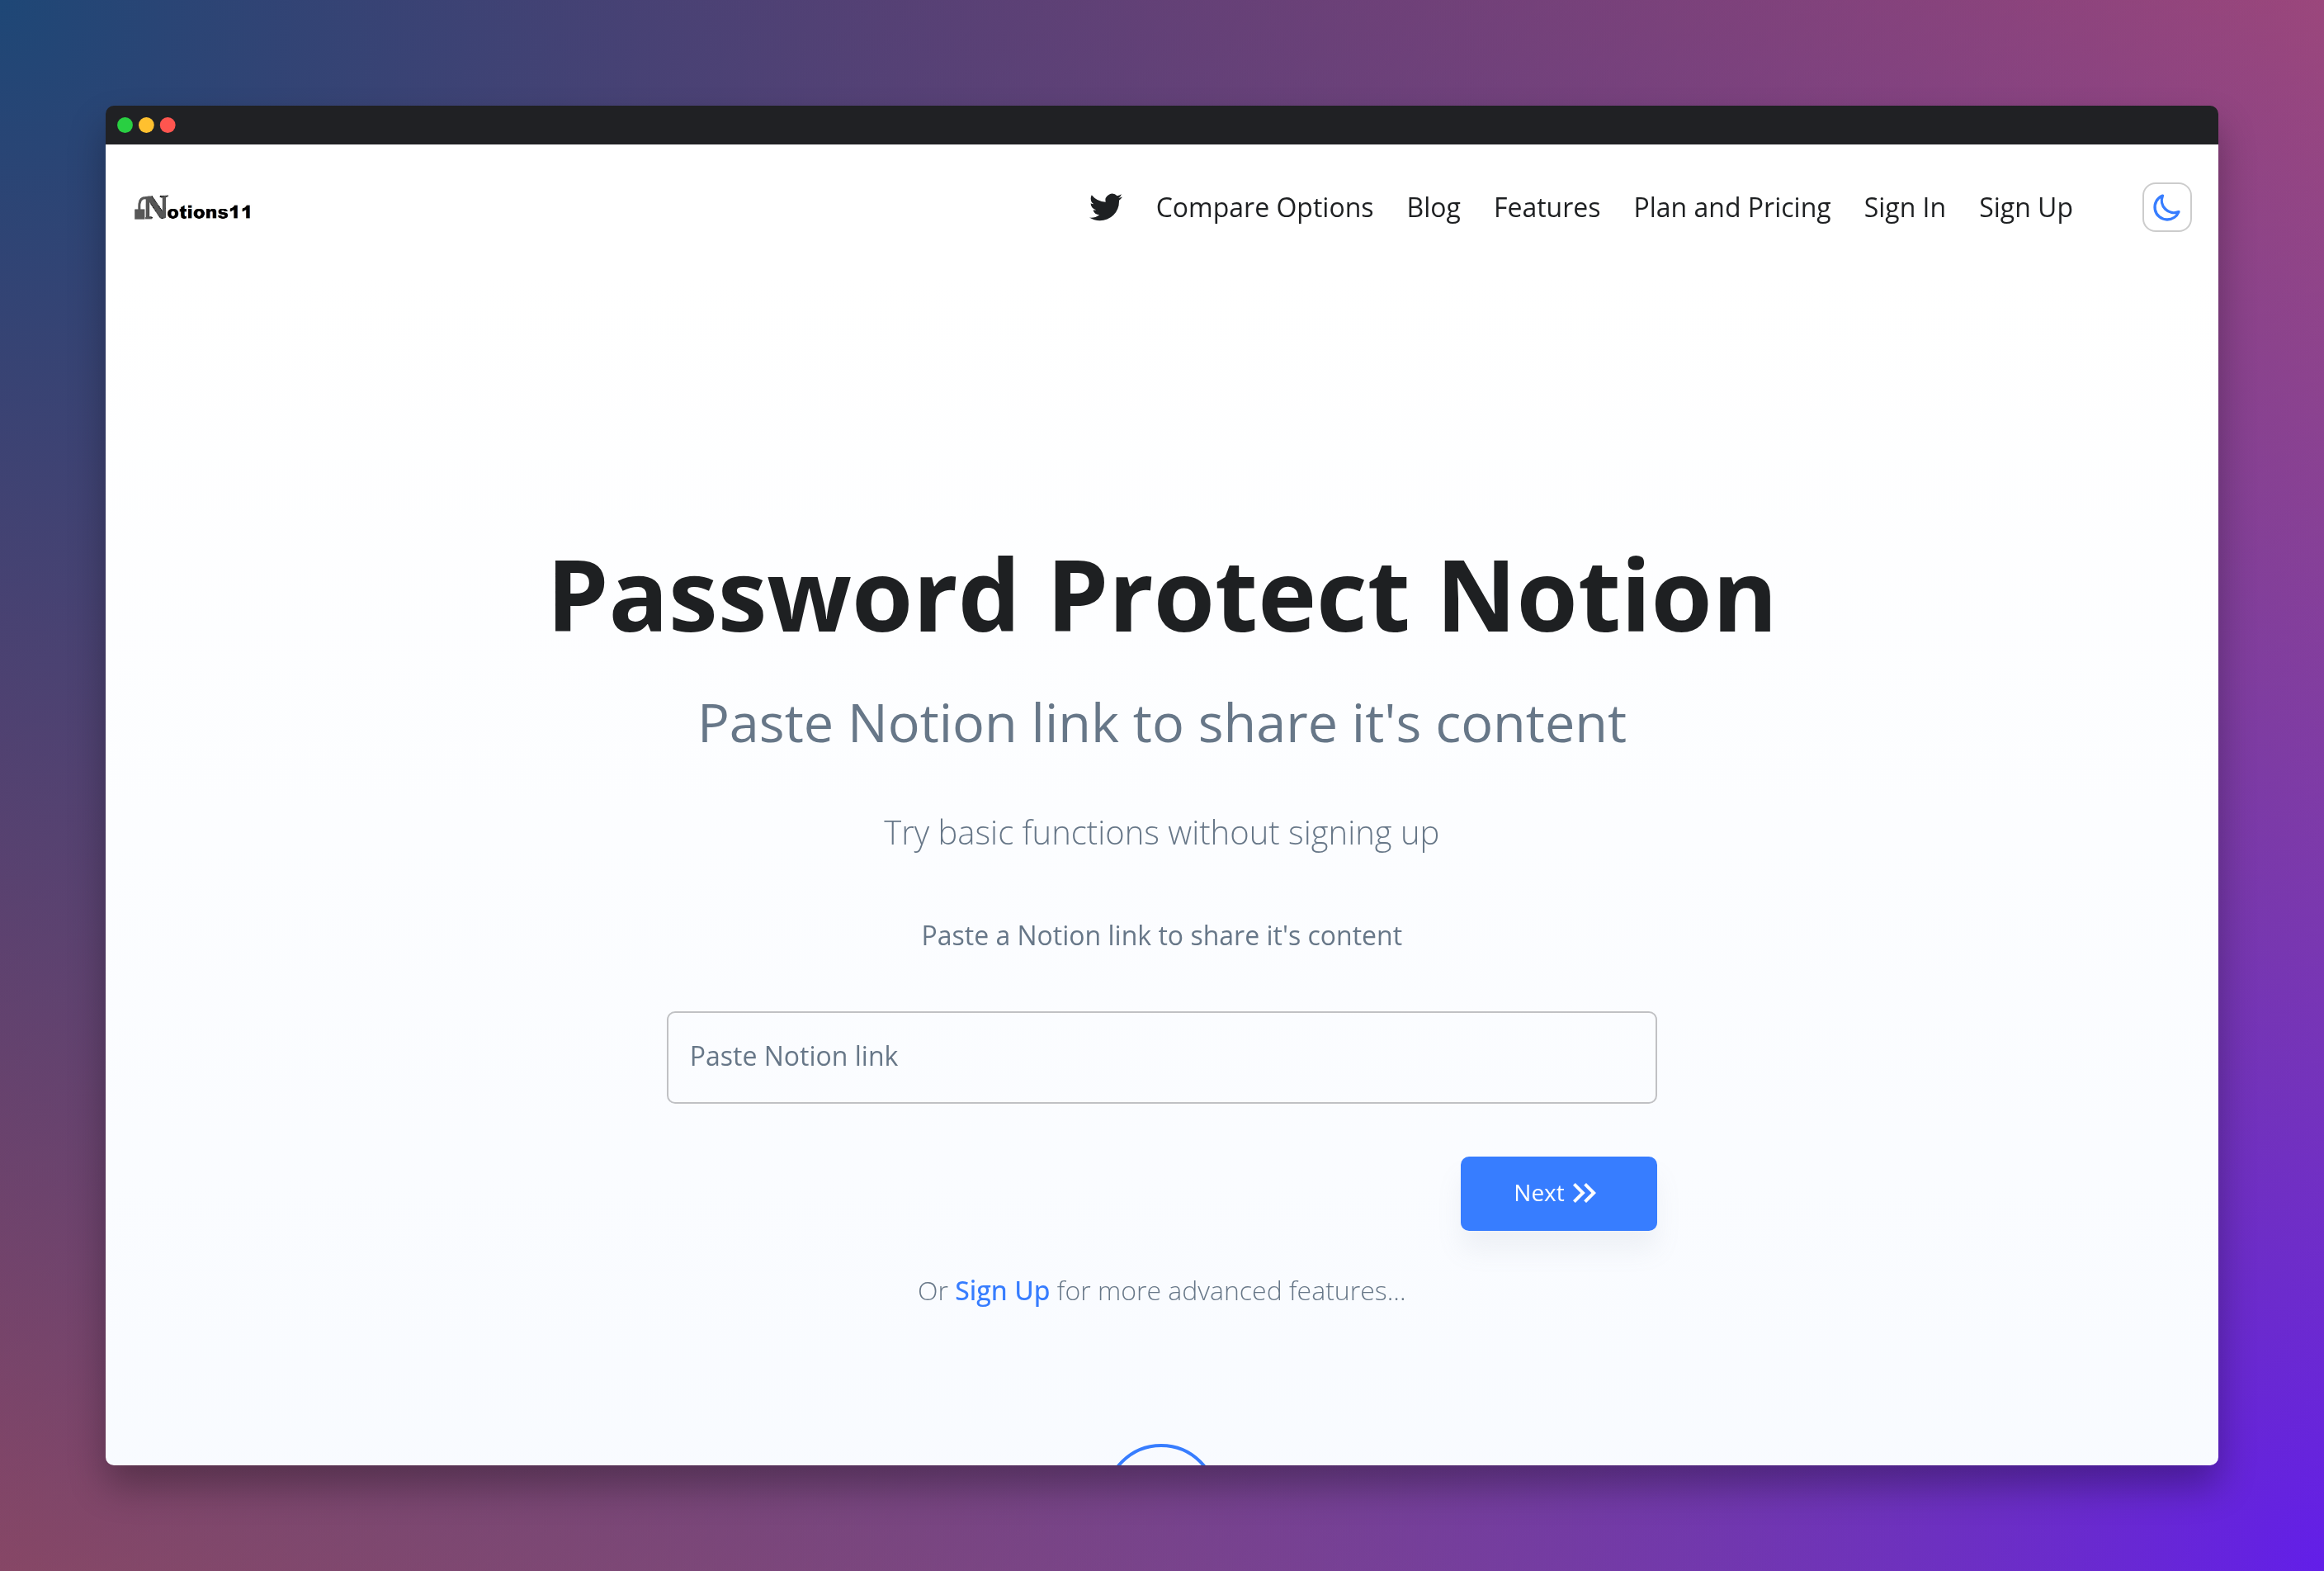 Notions11
Compare Options Blog Features Plan and Pricing Sign In Sign Up
Password Protect Notion
Paste Notion link to share it's content
Try basic functions without signing up
Paste a Notion link to share it's content
Paste Notion link
Next
Or Sign Up for more advanced features...